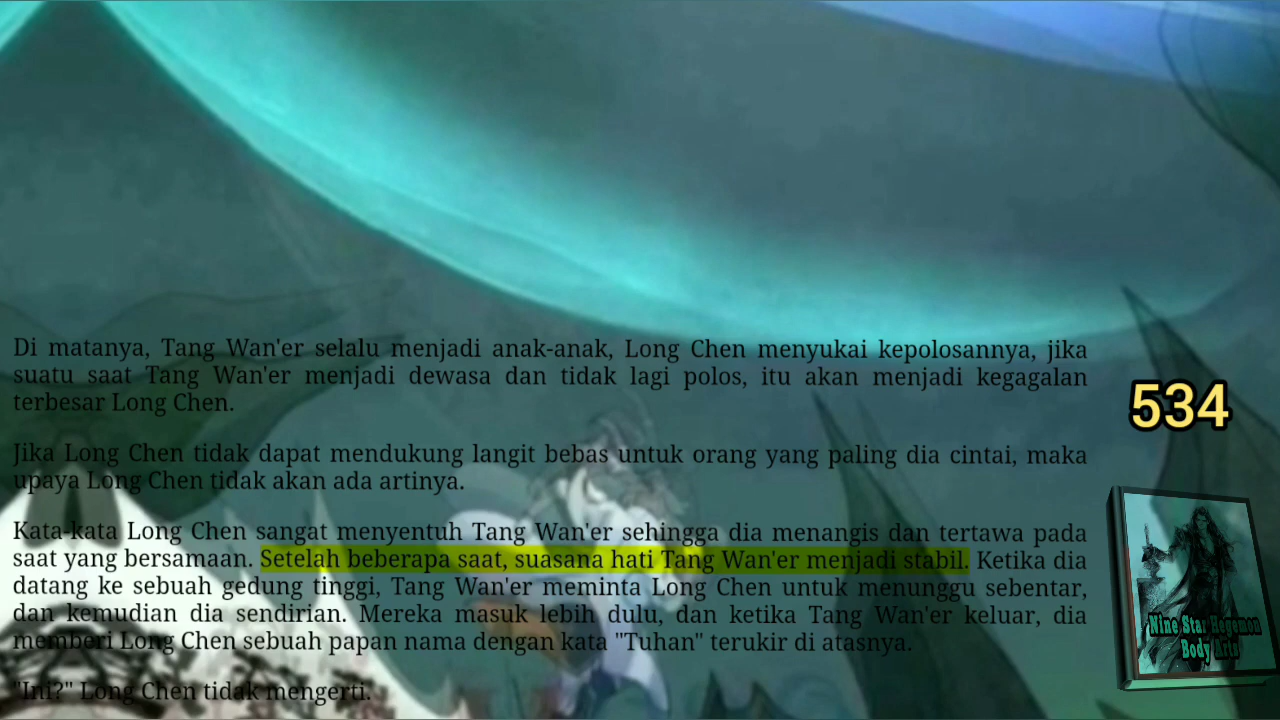 Di matanya, Tang Wan'er selalu menjadi anak-anak, Long Chen menyukai kepolosannya, jika
suatu saat Tang Wan'er menjadi dewasa dan tidak lagi polos, itu akan menjadi kegagalan
terbesar Long Chen.
Jika Long Chen tidak dapat mendukung langit bebas untuk orang yang paling dia cintai, maka
upaya Long Chen tidak akan ada artinya.
Kata-kata Long Chen sangat menyentuh Tang Wan'er sehingga dia menangis dan tertawa pada
saat yang bersamaan. Setelah beberapa saat, suasana hati Tang Wan'er menjadi stabil. Ketika dia
datang ke sebuah gedung tinggi, Tang Wan'er meminta Long Chen untuk menunggu sebentar,
dan kemudian dia sendirian. Mereka masuk lebih dulu, dan ketika Tang Wan'er keluar, dia
memberi Long Chen sebuah papan nama dengan kata "Tuhan" terukir di atasnya.
"Ini?" Long Chen tidak mengerti.
534
Nine Star Hegemon
Body Arts